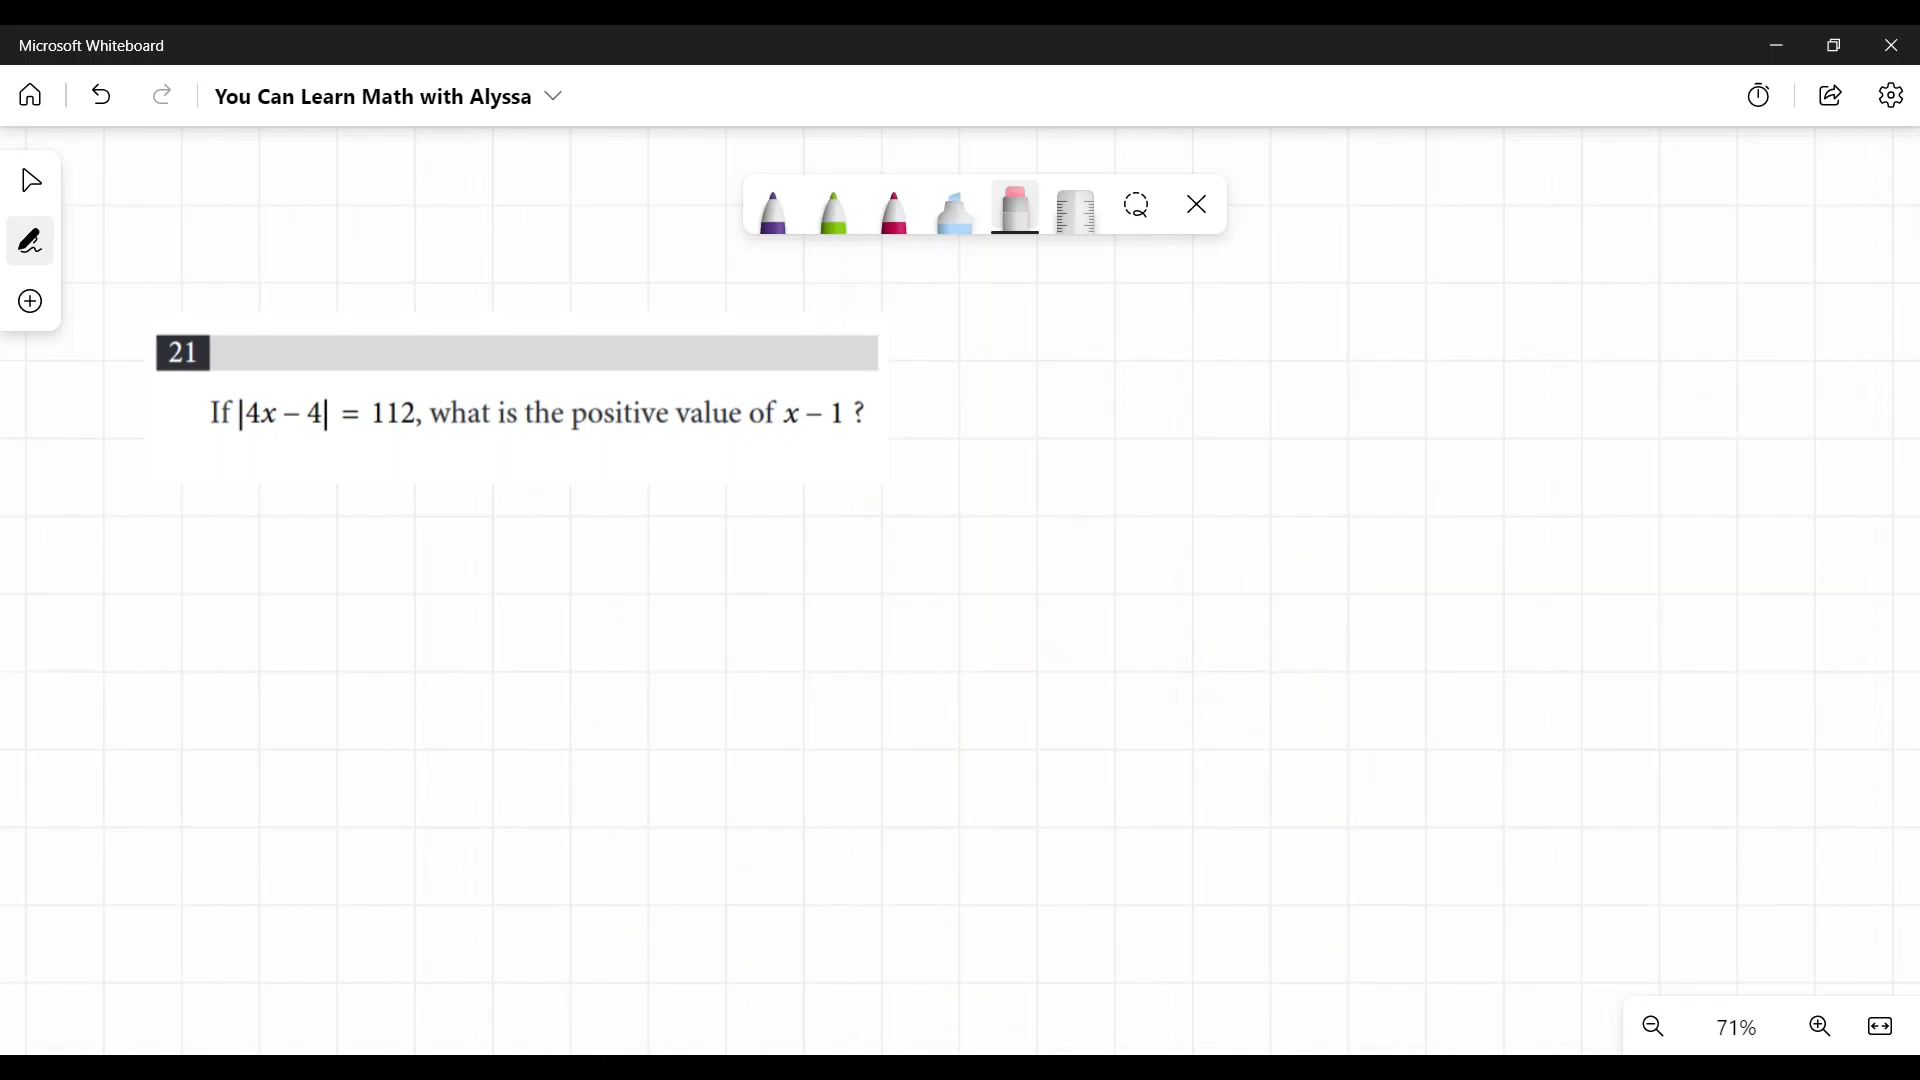 Microsoft Whiteboard
You Can Learn Math with Alyssa
21
If |4x – 4| = 112, what is the positive value of x – 1 ?
71%